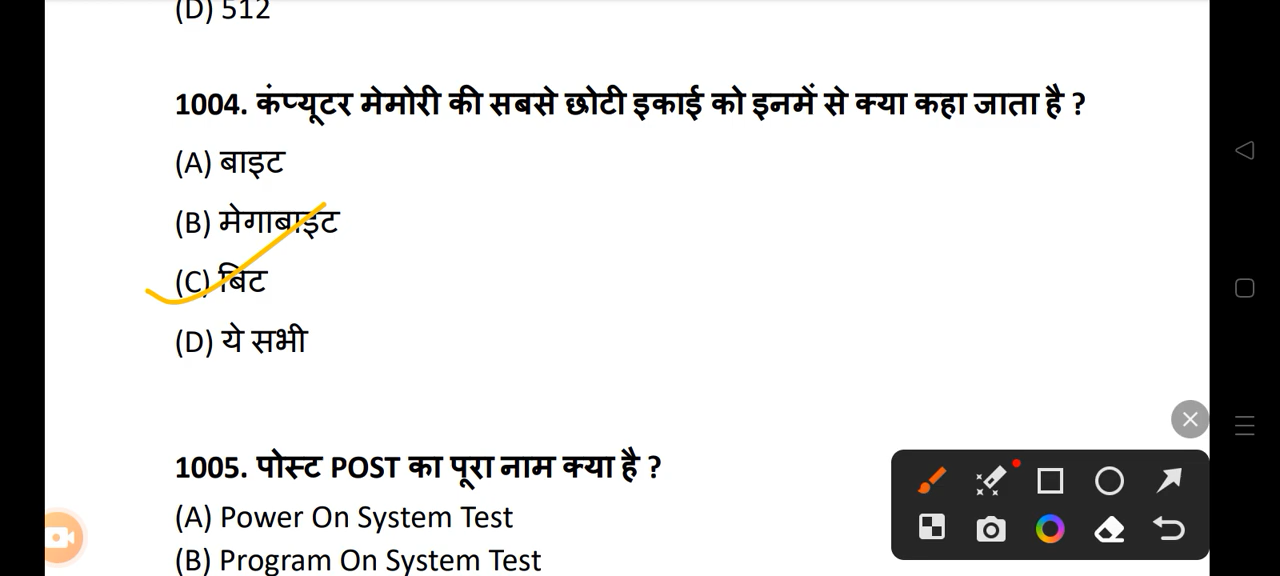 (D) 512
1004. कंप्यूटर मेमोरी की सबसे छोटी इकाई को इनमें से क्या कहा जाता है ?
(A) बाइट
(B) मेगाबाइट
(C) बिट
(D) ये सभी
1005. पोस्ट POST का पूरा नाम क्या है ?
(A) Power On System Test
(B) Program On System Test